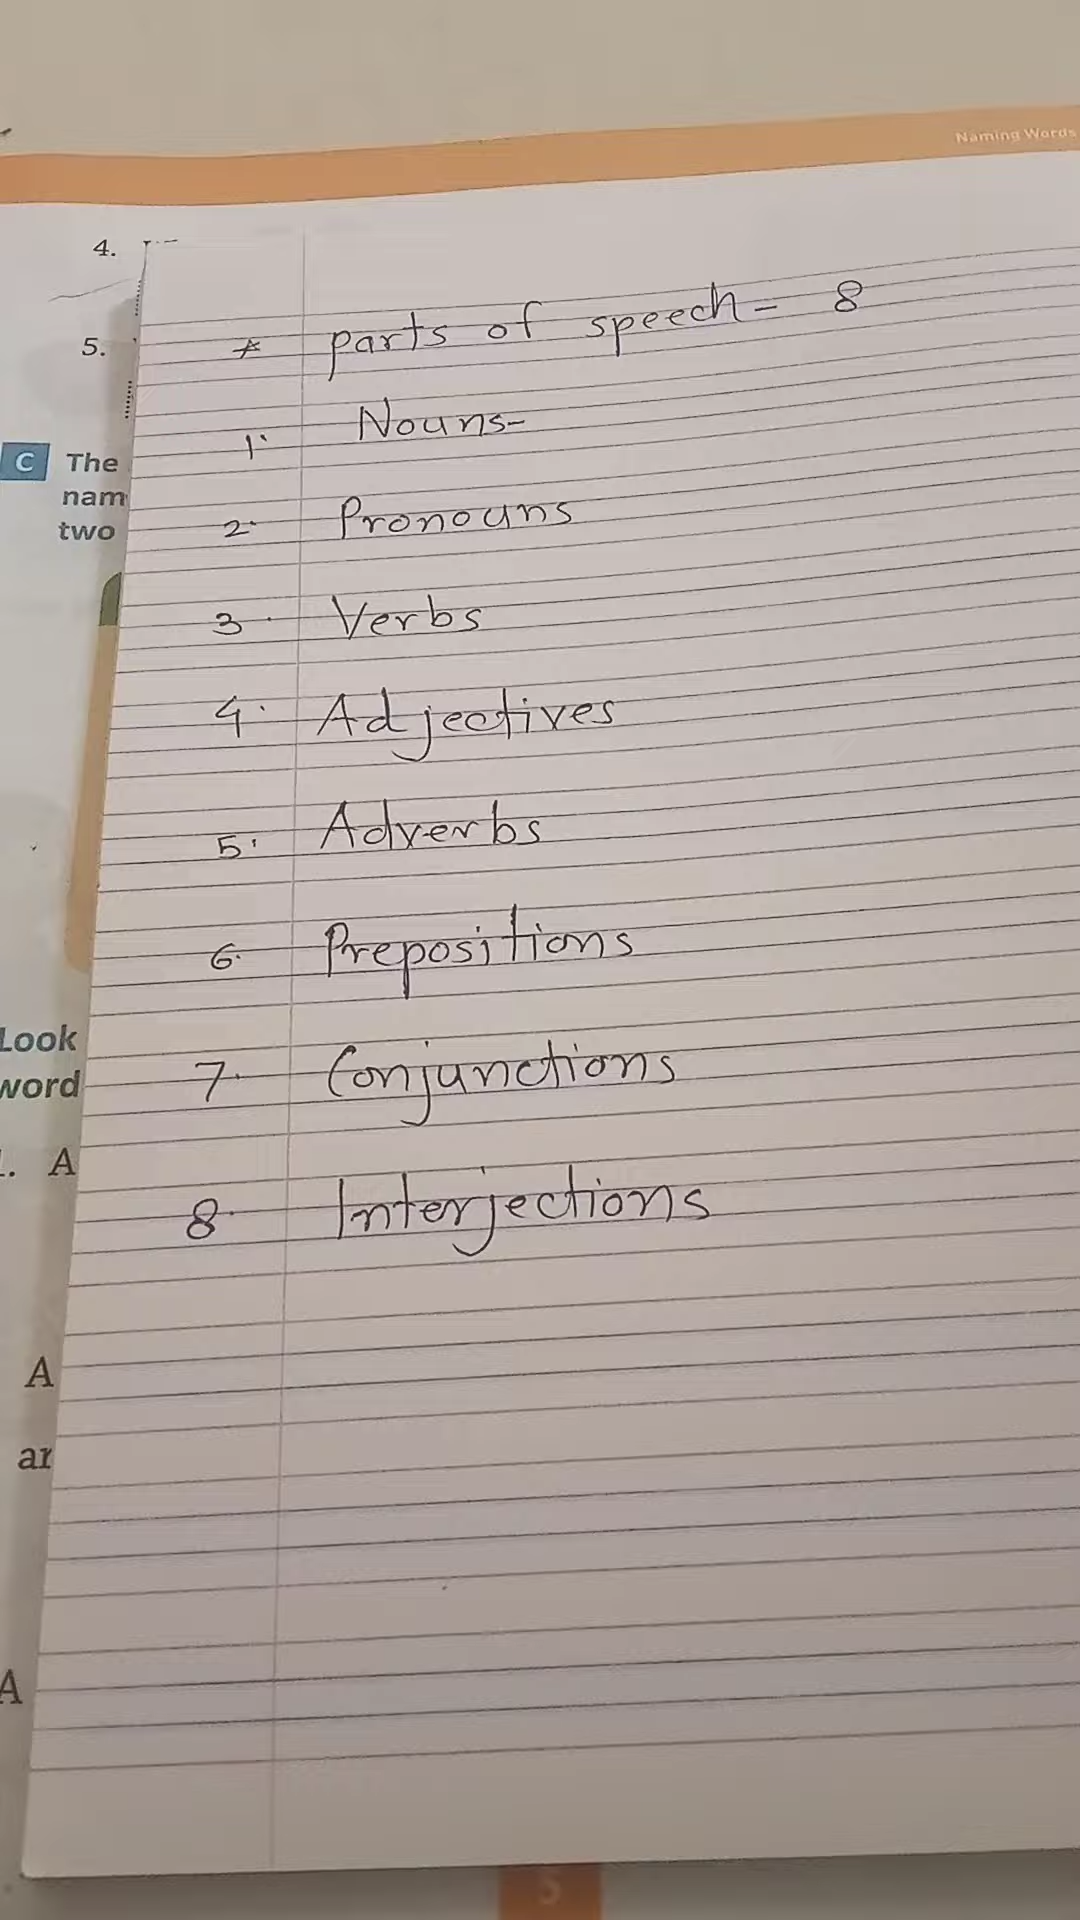 Naming Words
4.
5.
* parts of speech - 8
1. Nouns-
C The
nam
two
2. Pronouns
3. Verbs
4. Adjectives
5. Adverbs
6. Prepositions
Look
word
7. Conjunctions
. A
8. Interjections
A
ar
A
5